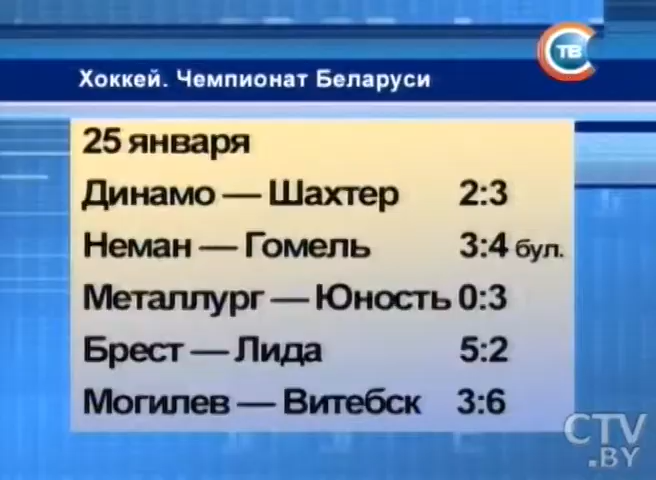 СТВ
Хоккей. Чемпионат Беларуси
25 января
Динамо — Шахтер 2:3
Неман — Гомель 3:4 бул.
Металлург — Юность 0:3
Брест — Лида 5:2
Могилев — Витебск 3:6
CTV
.BY